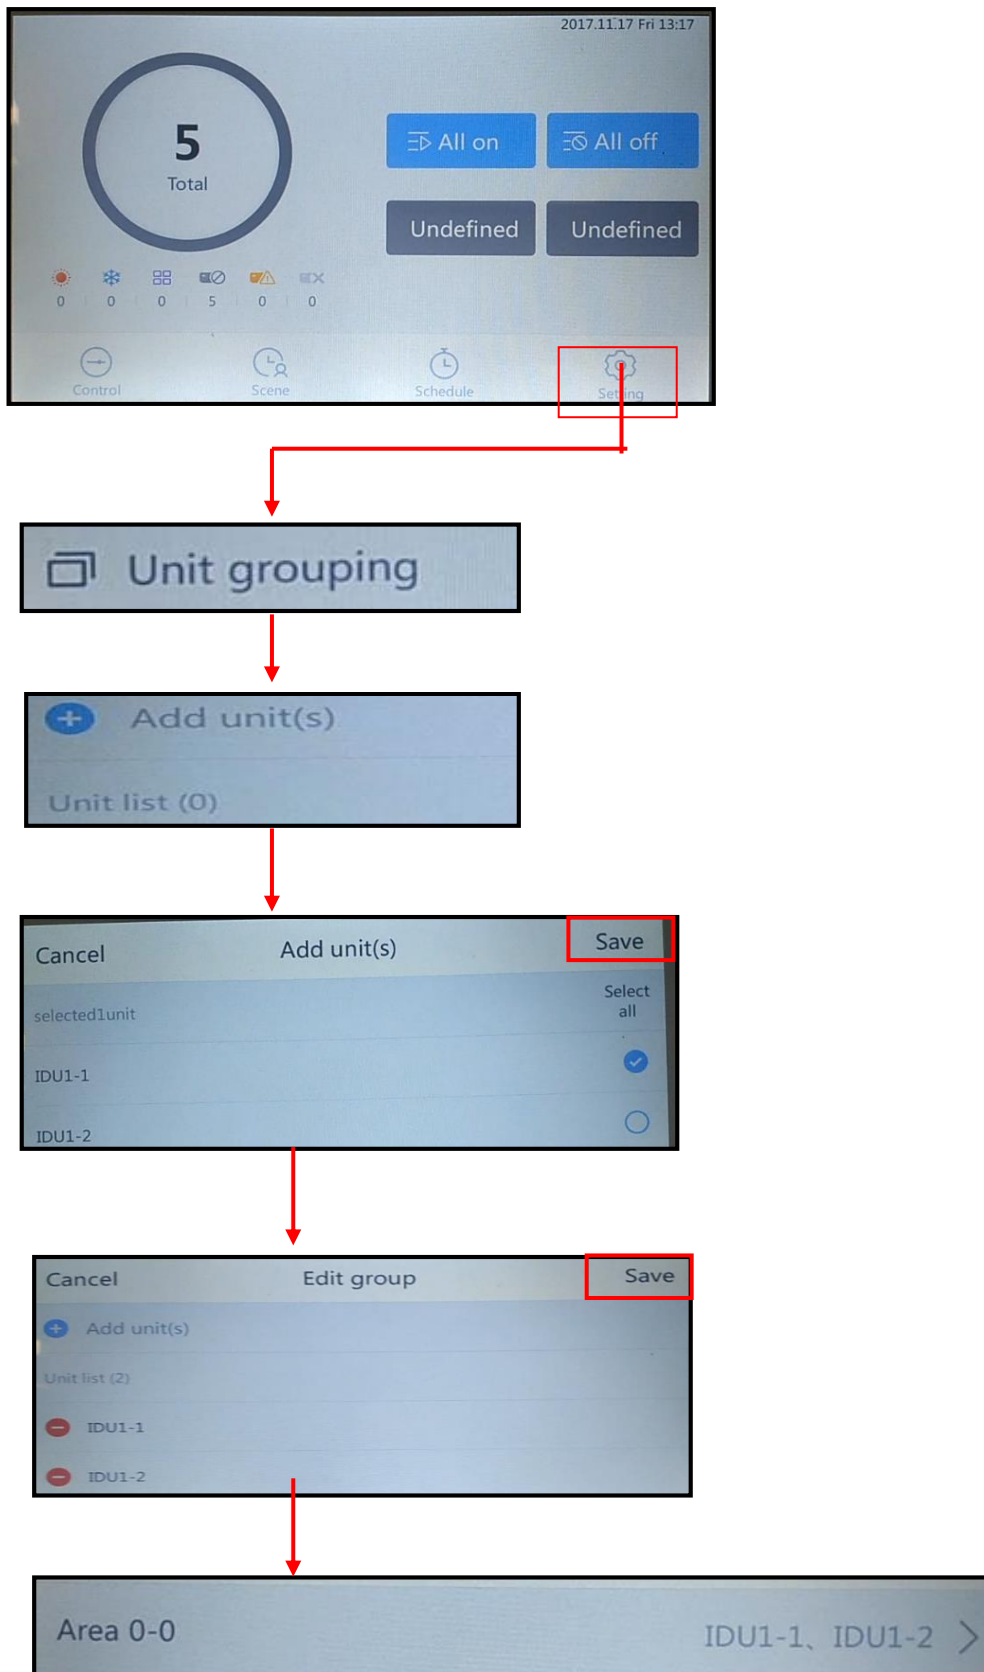 2017.11.17 Fri 13:17
5
Total
All on
All off
Undefined
Undefined
0 0 0 5 0 0
Control
Scene
Schedule
Setting
Unit grouping
Add unit(s)
Unit list (0)
Cancel
Add unit(s)
Save
selected1unit
Select
all
IDU1-1
IDU1-2
Cancel
Edit group
Save
Add unit(s)
Unit list (2)
IDU1-1
IDU1-2
Area 0-0
IDU1-1、IDU1-2